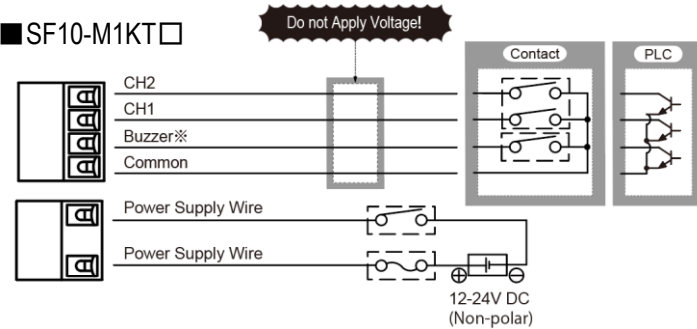 Do not Apply Voltage!
■SF10-M1KT□
Contact
PLC
CH2
CH1
Buzzer※
Common
Power Supply Wire
Power Supply Wire
12-24V DC
(Non-polar)